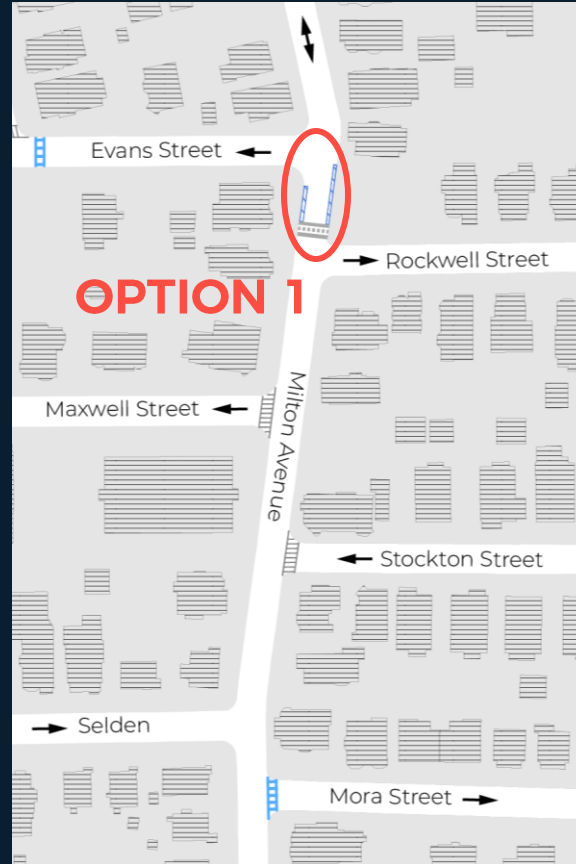 Evans Street
Rockwell Street
OPTION 1
Milton Avenue
Maxwell Street
Stockton Street
Selden
Mora Street